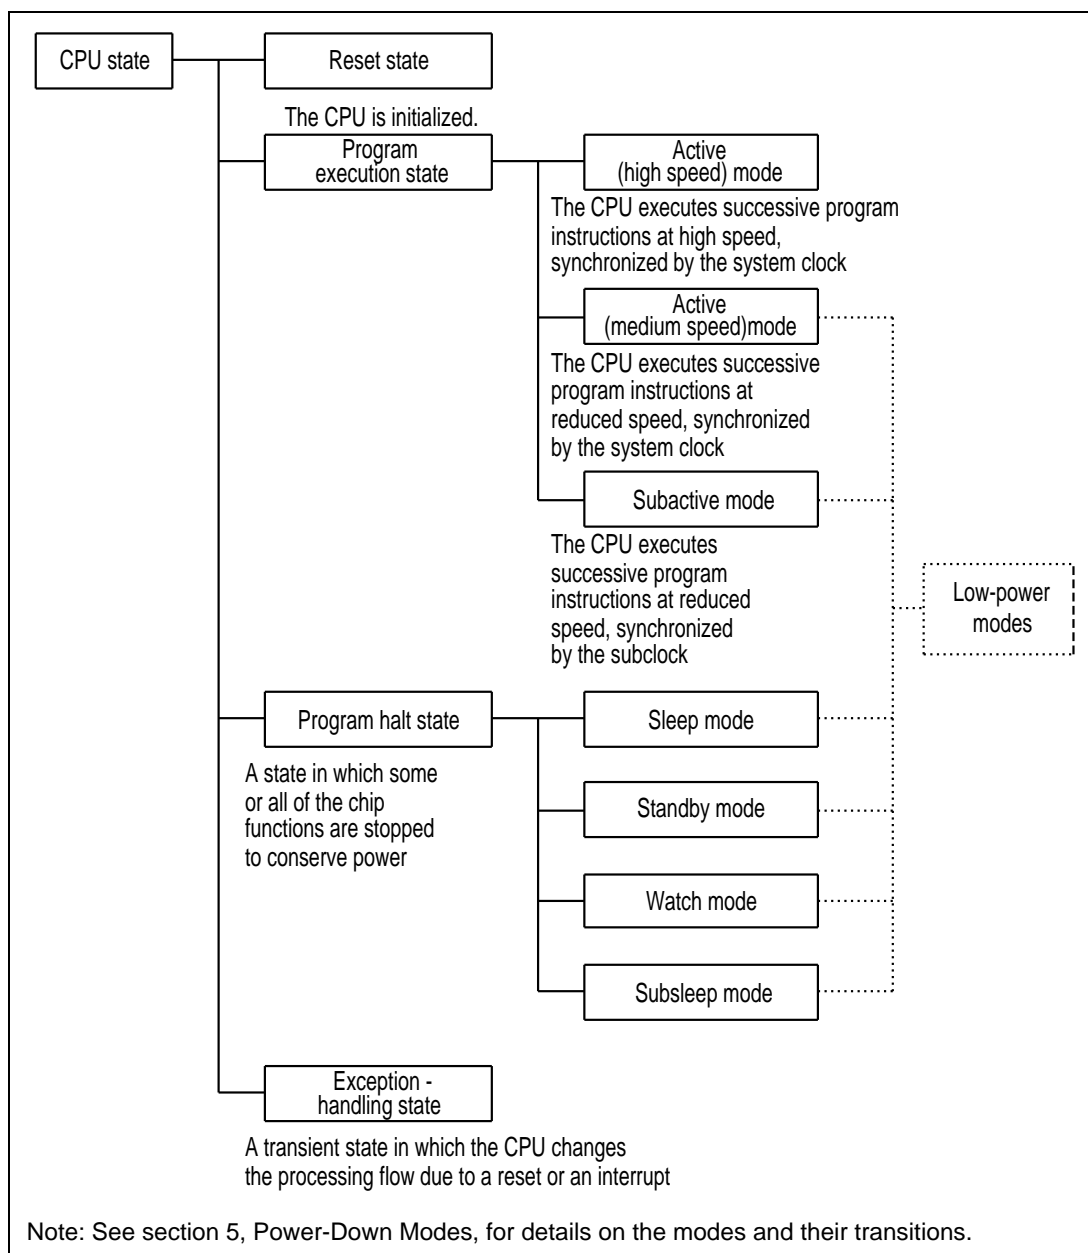 CPU state
Reset state
The CPU is initialized.
Program
execution state
Active
(high speed) mode
The CPU executes successive program
instructions at high speed,
synchronized by the system clock
Active
(medium speed)mode
The CPU executes successive
program instructions at
reduced speed, synchronized
by the system clock
Subactive mode
The CPU executes
successive program
instructions at reduced
speed, synchronized
by the subclock
Low-power
modes
Program halt state
A state in which some
or all of the chip
functions are stopped
to conserve power
Sleep mode
Standby mode
Watch mode
Subsleep mode
Exception -
handling state
A transient state in which the CPU changes
the processing flow due to a reset or an interrupt
Note: See section 5, Power-Down Modes, for details on the modes and their transitions.